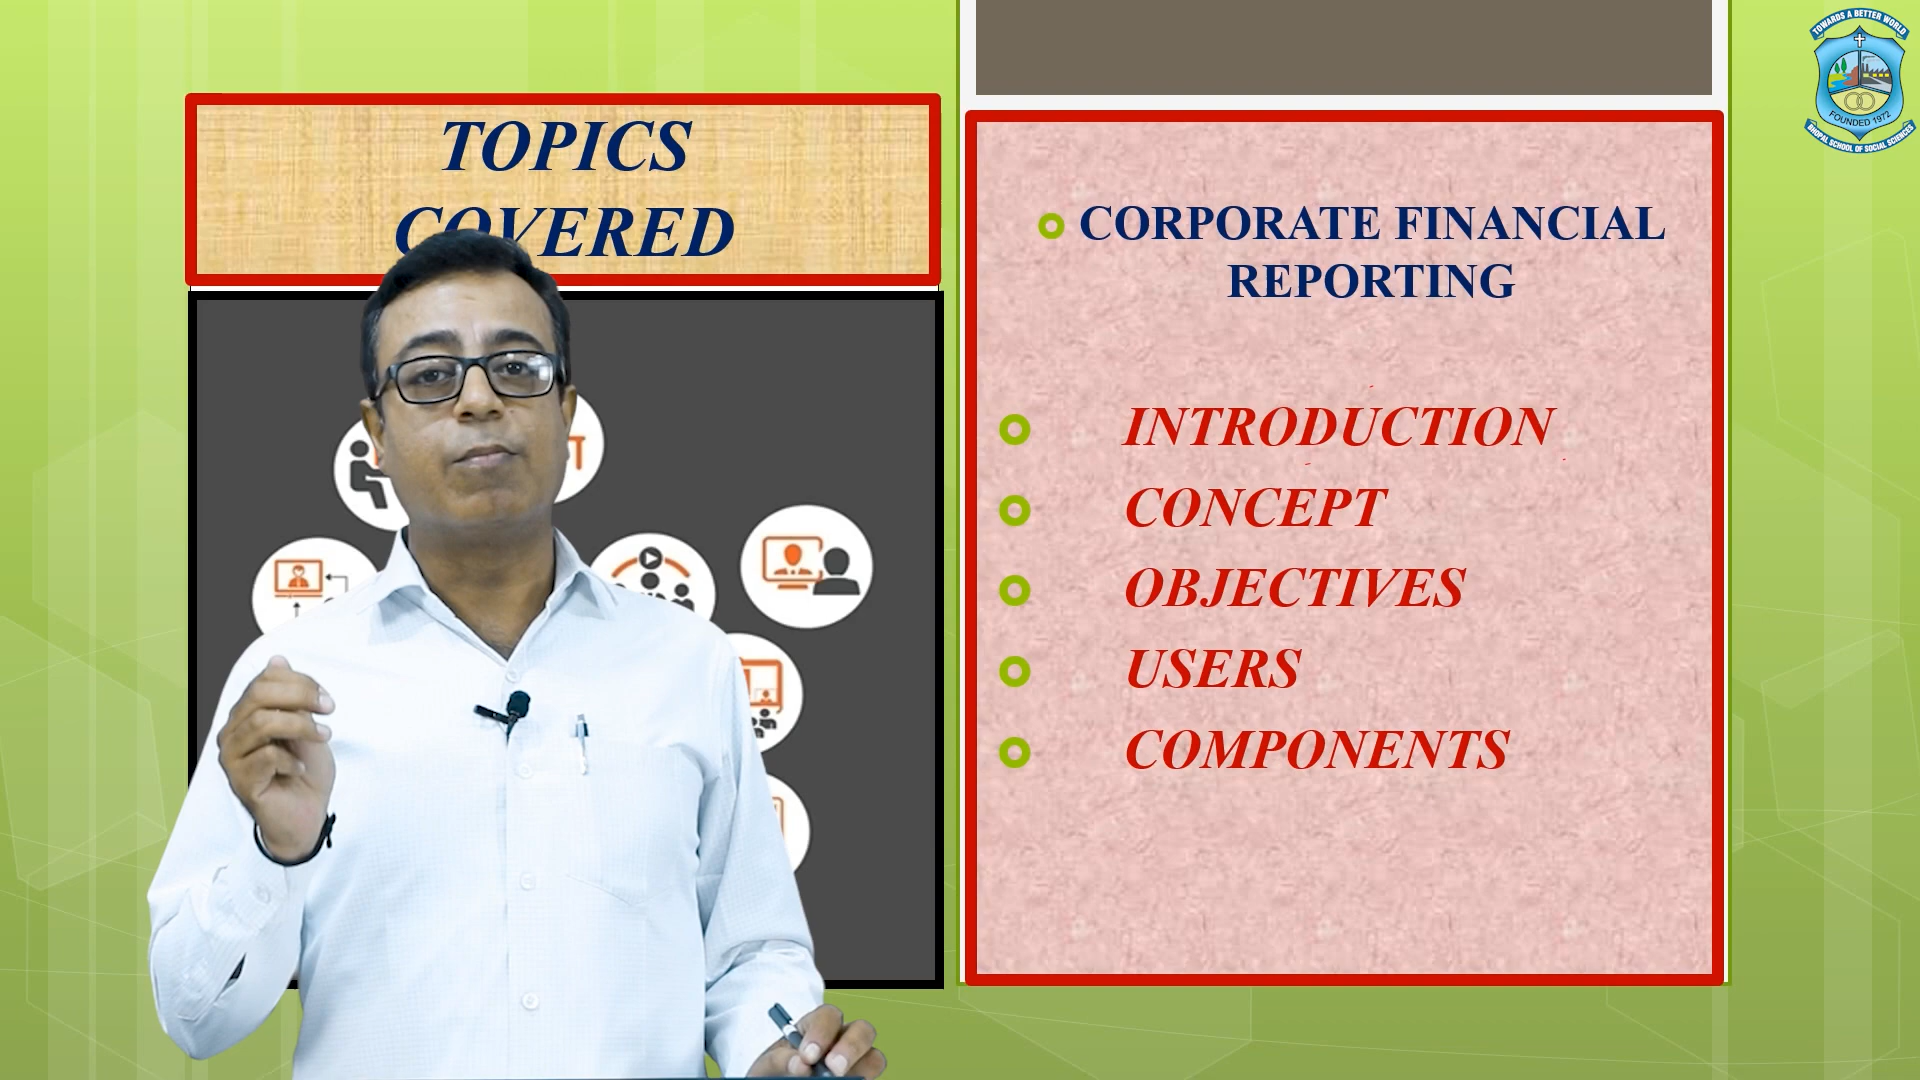 TOPICS
COVERED
CORPORATE FINANCIAL
REPORTING
INTRODUCTION
CONCEPT
OBJECTIVES
USERS
COMPONENTS
TOWARDS A BETTER WORLD
FOUNDED 1972
BHOPAL SCHOOL OF SOCIAL SCIENCES